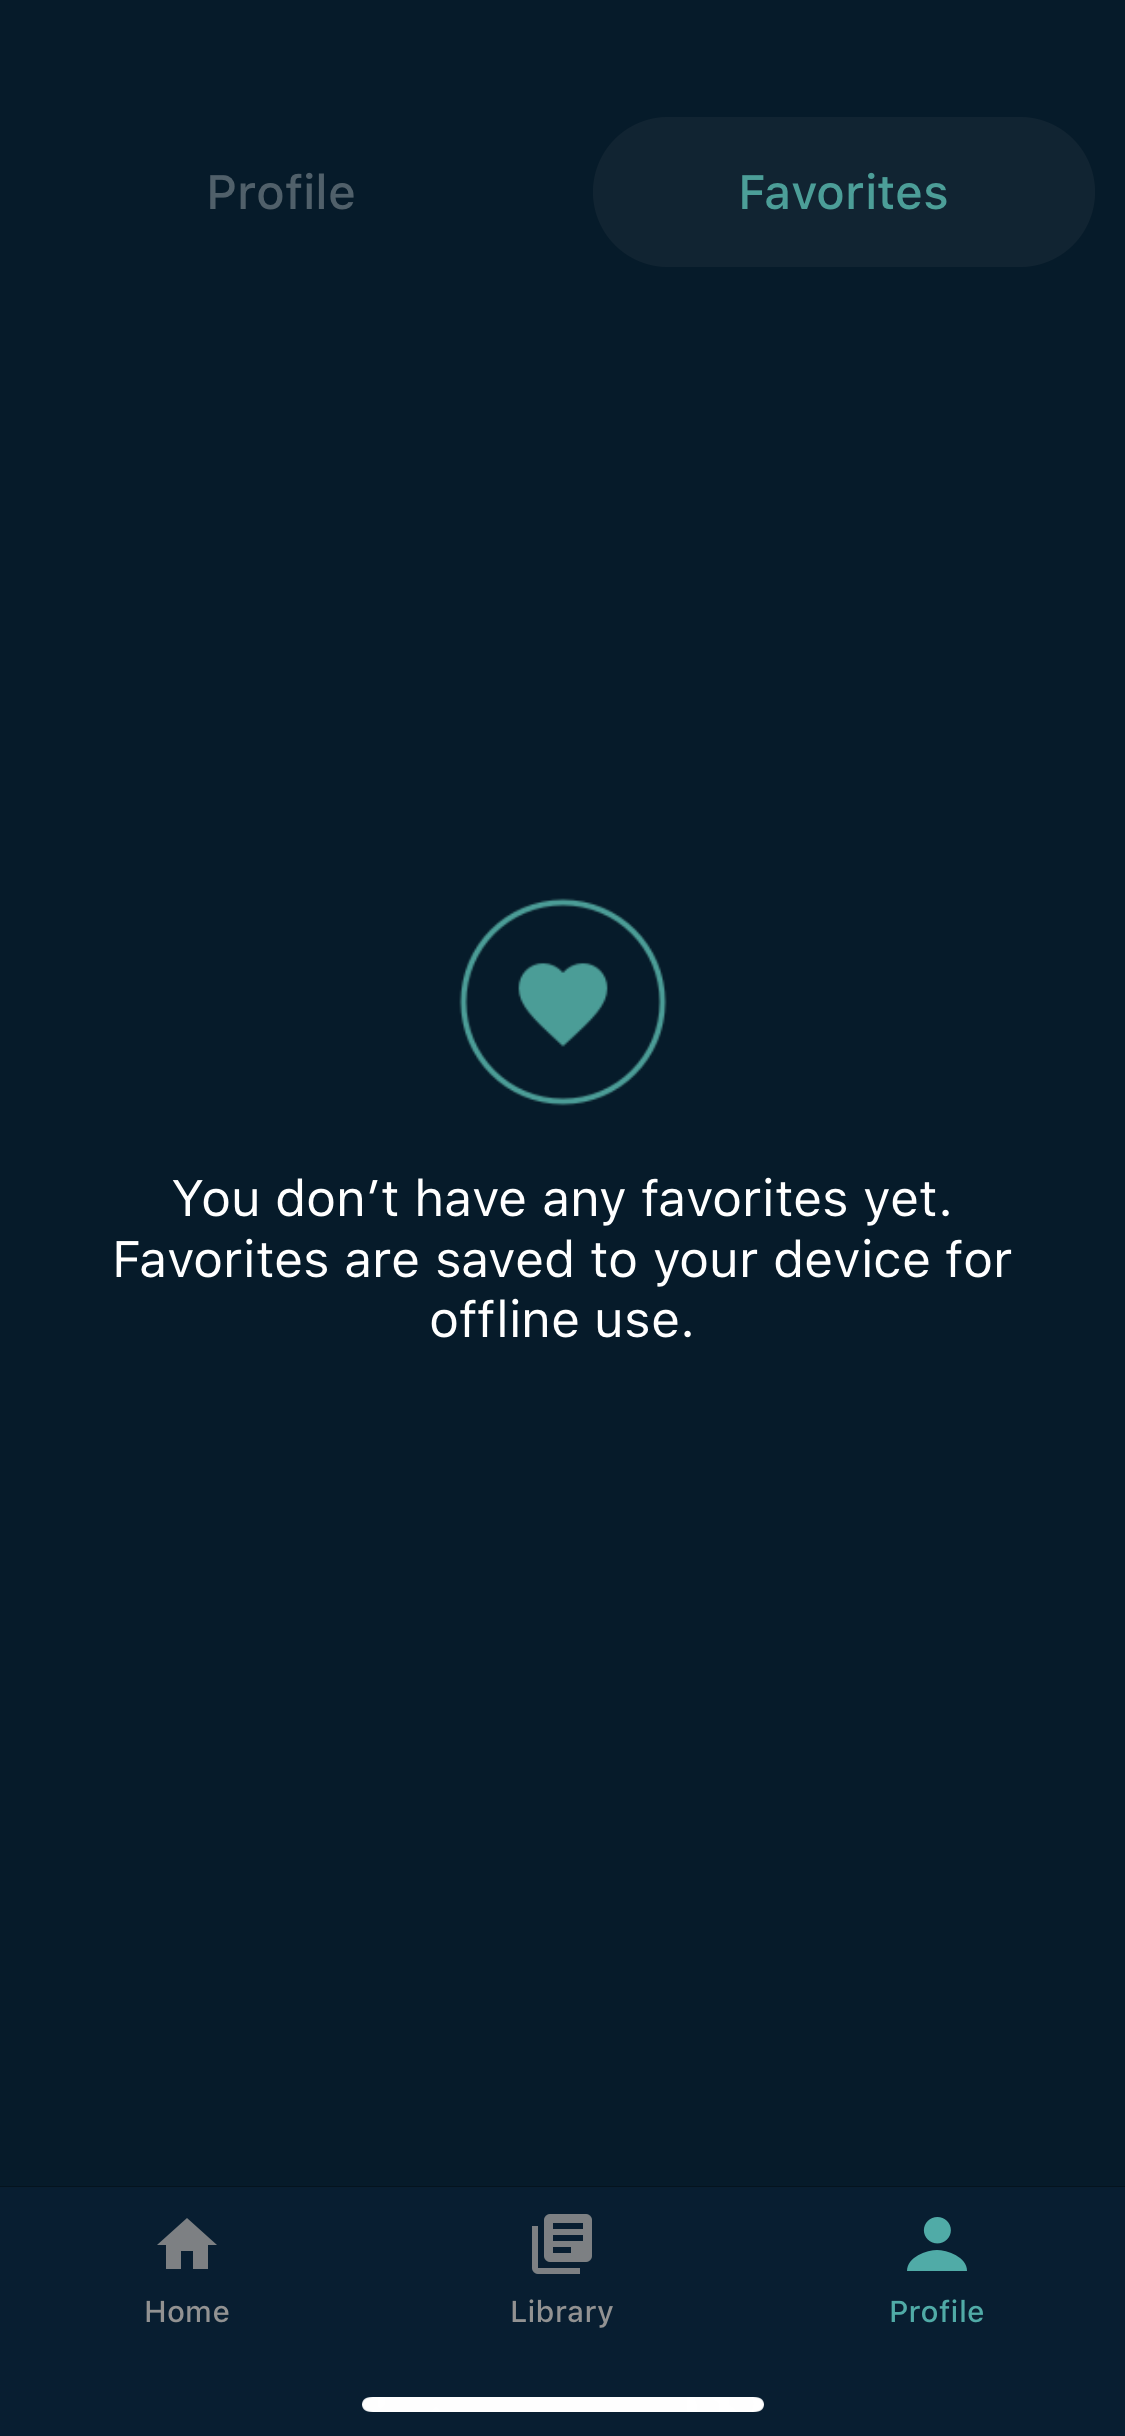 Profile
Favorites
You don’t have any favorites yet.
Favorites are saved to your device for
offline use.
Home
Library
Profile